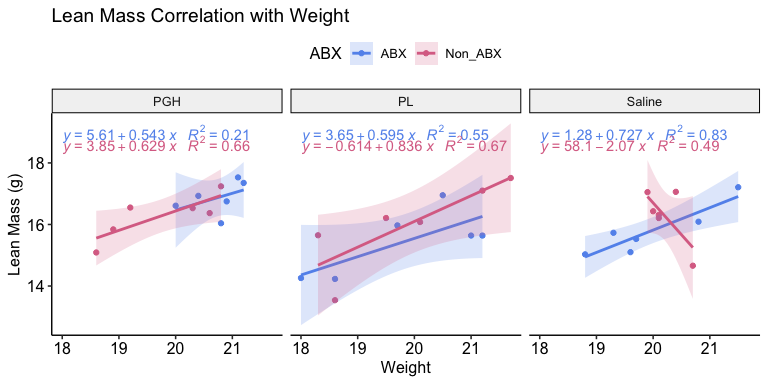 Lean Mass Correlation with Weight
ABX ABX Non_ABX
PGH PL Saline
y = 5.61 + 0.543 x R² = 0.21 y = 3.65 + 0.595 x R² = 0.55 y = 1.28 + 0.727 x R² = 0.83
y = 3.85 + 0.629 x R² = 0.66 y = − 0.614 + 0.836 x R² = 0.67 y = 58.1 − 2.07 x R² = 0.49
18
16
14
Lean Mass (g)
18 19 20 21 18 19 20 21 18 19 20 21
Weight